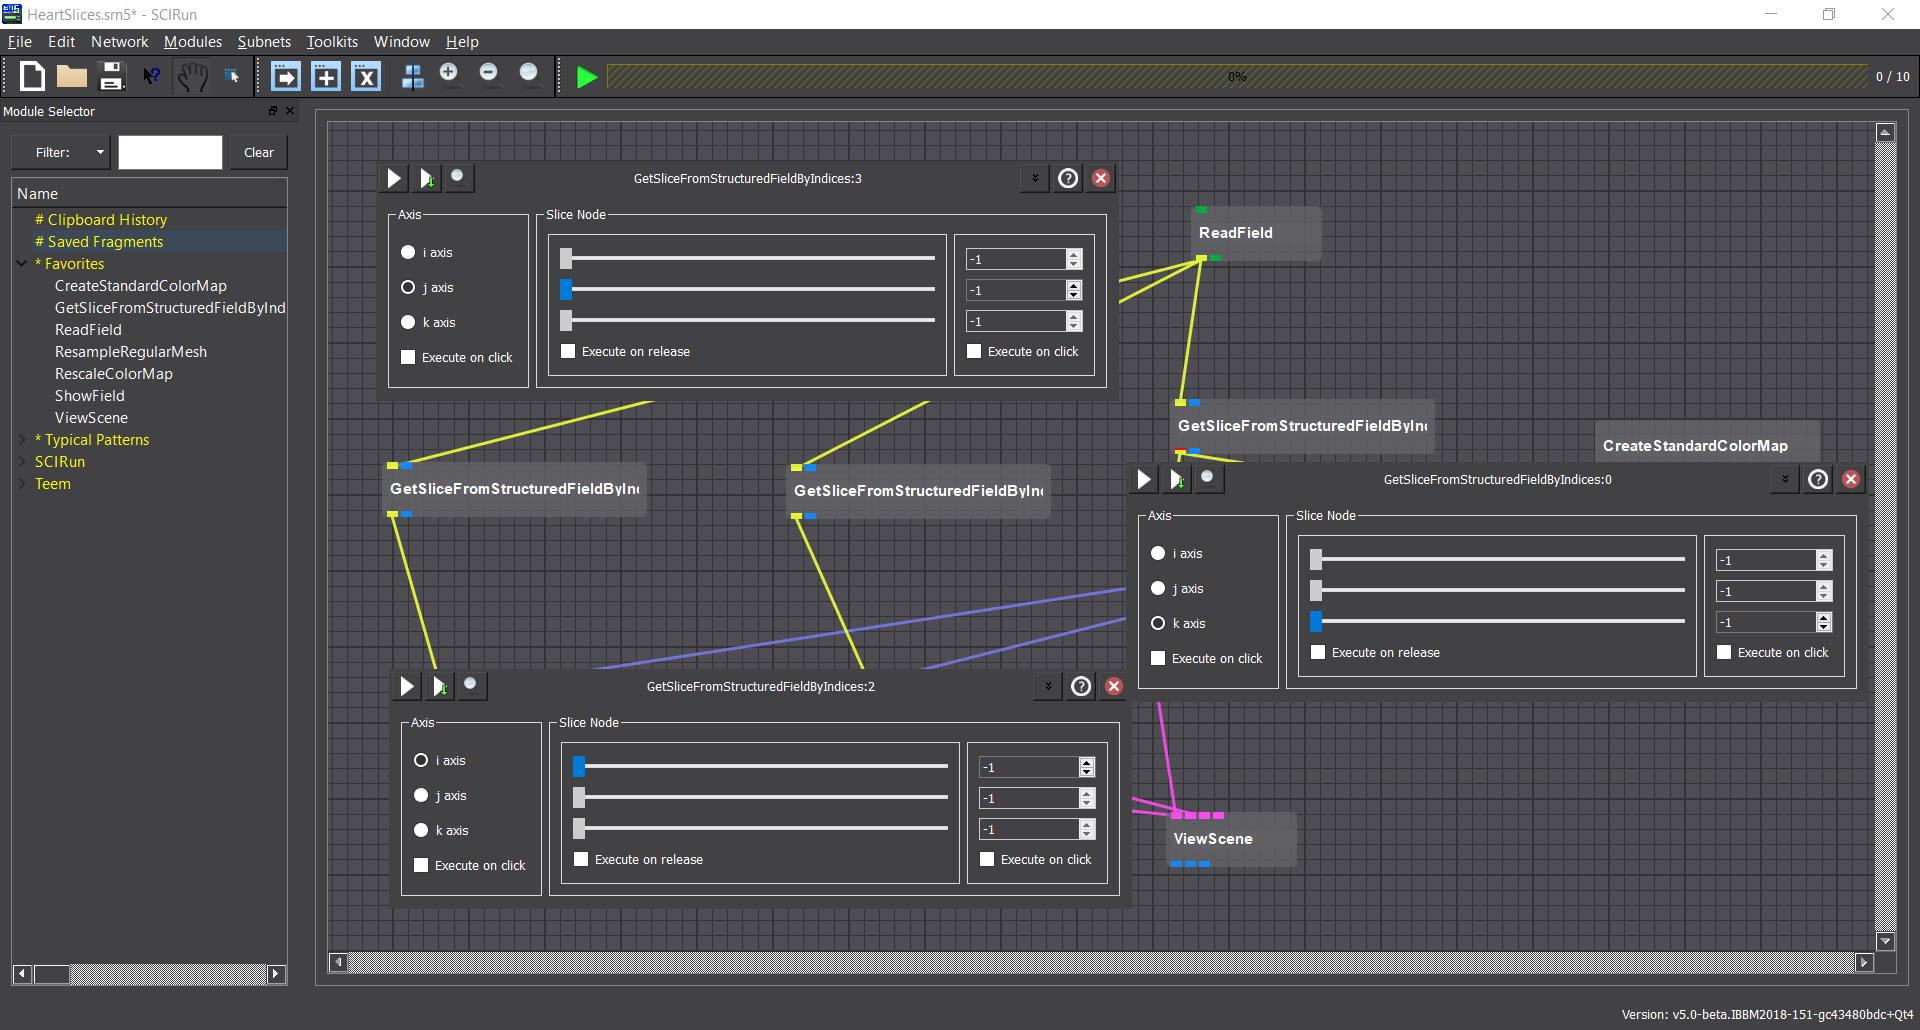 HeartSlices.srn5* - SCIRun
File Edit Network Modules Subnets Toolkits Window Help
0%
0 / 10
Module Selector
Filter:
Clear
Name
# Clipboard History
# Saved Fragments
* Favorites
CreateStandardColorMap
GetSliceFromStructuredFieldByInd
ReadField
ResampleRegularMesh
RescaleColorMap
ShowField
ViewScene
* Typical Patterns
SCIRun
Teem
GetSliceFromStructuredFieldByIndices:3
Axis
i axis
j axis
k axis
Execute on click
Slice Node
-1
-1
-1
Execute on release
Execute on click
ReadField
GetSliceFromStructuredFieldByInd
CreateStandardColorMap
GetSliceFromStructuredFieldByInd
GetSliceFromStructuredFieldByInd
GetSliceFromStructuredFieldByIndices:0
Axis
i axis
j axis
k axis
Execute on click
Slice Node
-1
-1
-1
Execute on release
Execute on click
GetSliceFromStructuredFieldByIndices:2
Axis
i axis
j axis
k axis
Execute on click
Slice Node
-1
-1
-1
Execute on release
Execute on click
ViewScene
Version: v5.0-beta.IBBM2018-151-gc43480bdc+Qt4